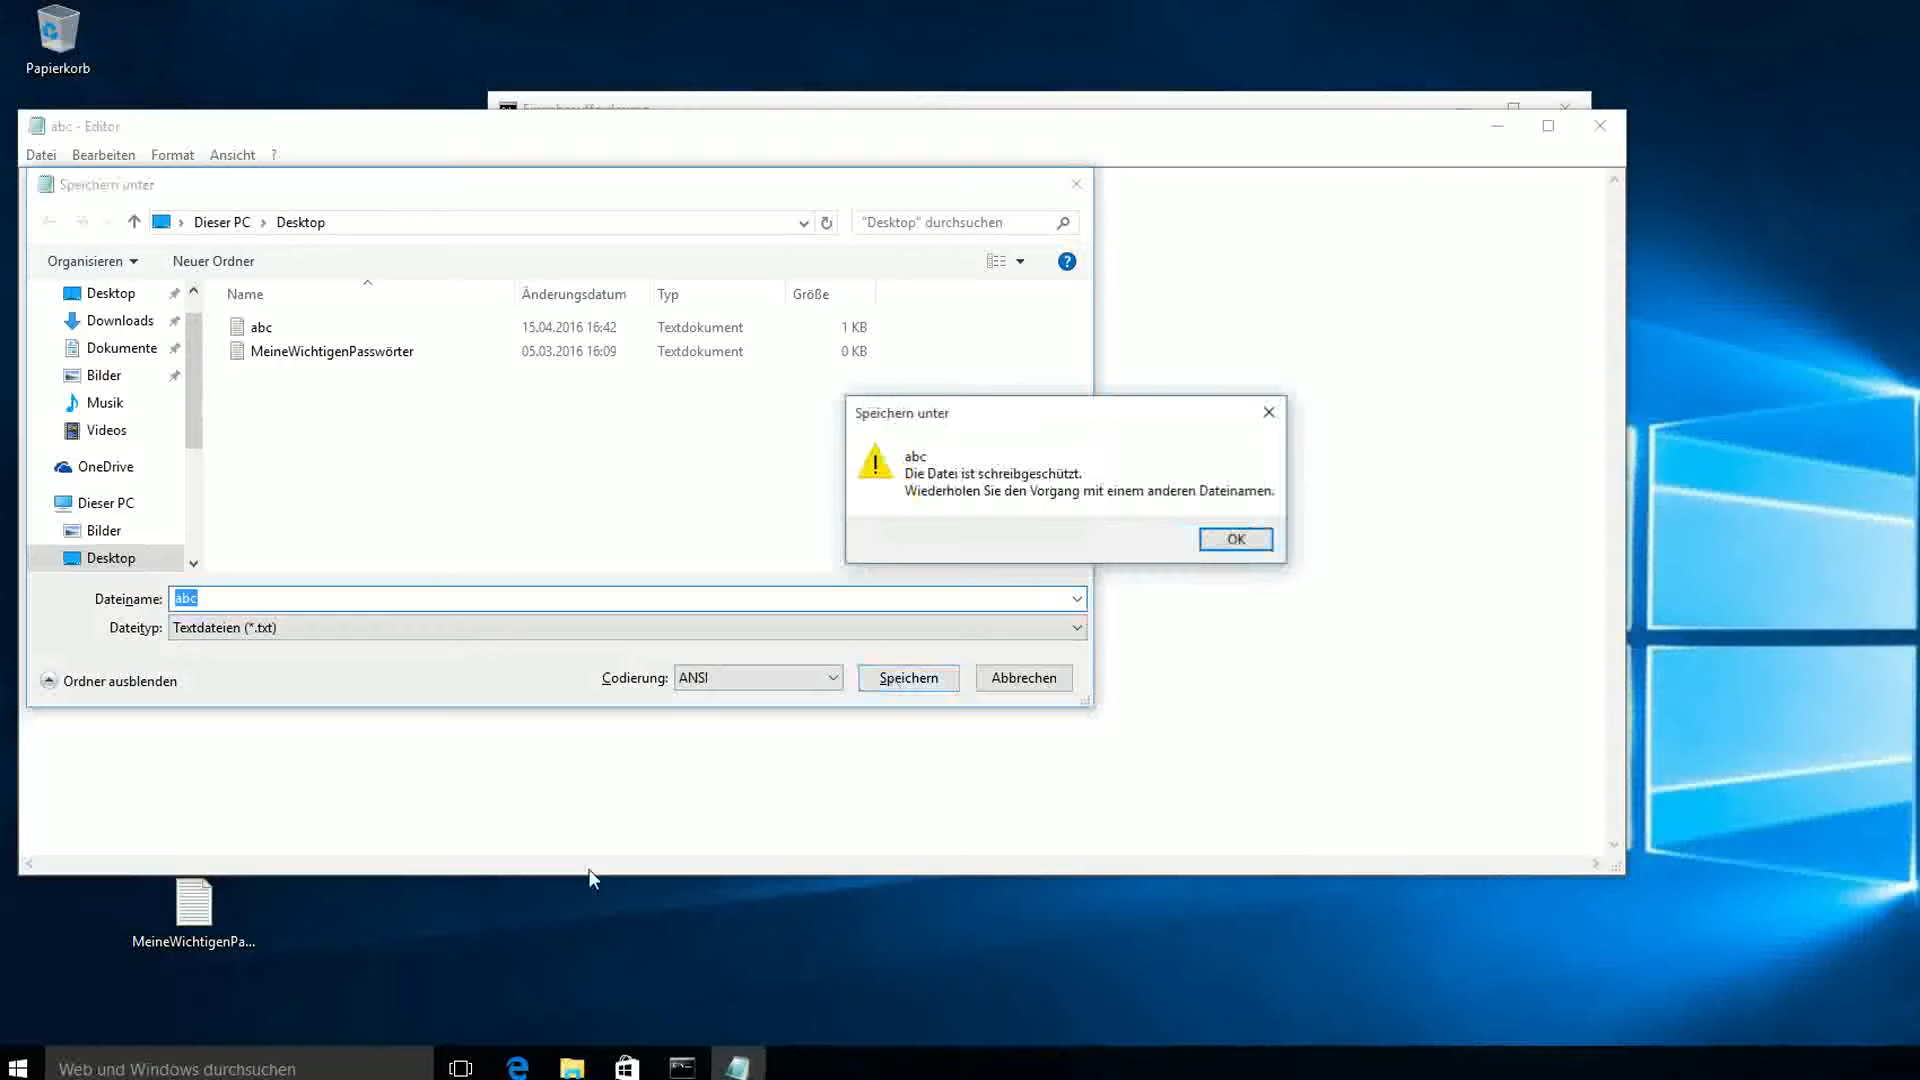 Papierkorb
abc - Editor
Datei Bearbeiten Format Ansicht ?
Speichern unter
Dieser PC > Desktop
"Desktop" durchsuchen
Organisieren Neuer Ordner
Name Änderungsdatum Typ Größe
abc 15.04.2016 16:42 Textdokument 1 KB
MeineWichtigenPasswörter 05.03.2016 16:09 Textdokument 0 KB
Desktop
Downloads
Dokumente
Bilder
Musik
Videos
OneDrive
Dieser PC
Bilder
Desktop
Speichern unter
abc
Die Datei ist schreibgeschützt.
Wiederholen Sie den Vorgang mit einem anderen Dateinamen.
OK
Dateiname: abc
Dateityp: Textdateien (*.txt)
Ordner ausblenden
Codierung: ANSI
Speichern Abbrechen
MeineWichtigenPa...
Web und Windows durchsuchen